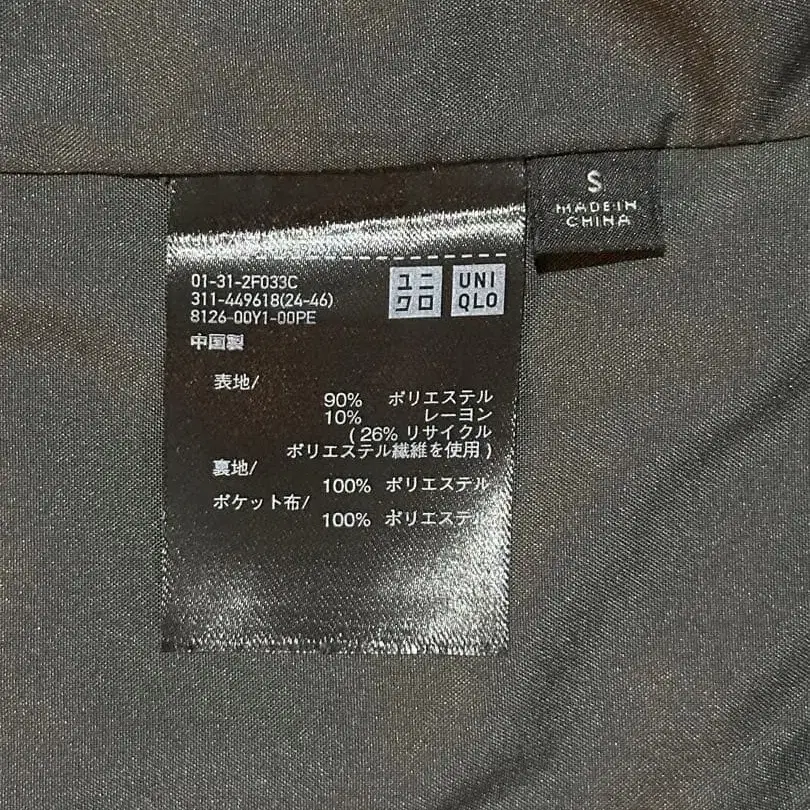 S
MADE IN
CHINA
01-31-2F033C
311-449618(24-46)
8126-00Y1-00PE
ユニ
クロ
UNI
QLO
中国製
表地/
90% ポリエステル
10% レーヨン
(26% リサイクル
ポリエステル繊維を使用)
裏地/
100% ポリエステル
ポケット布/
100% ポリエステル